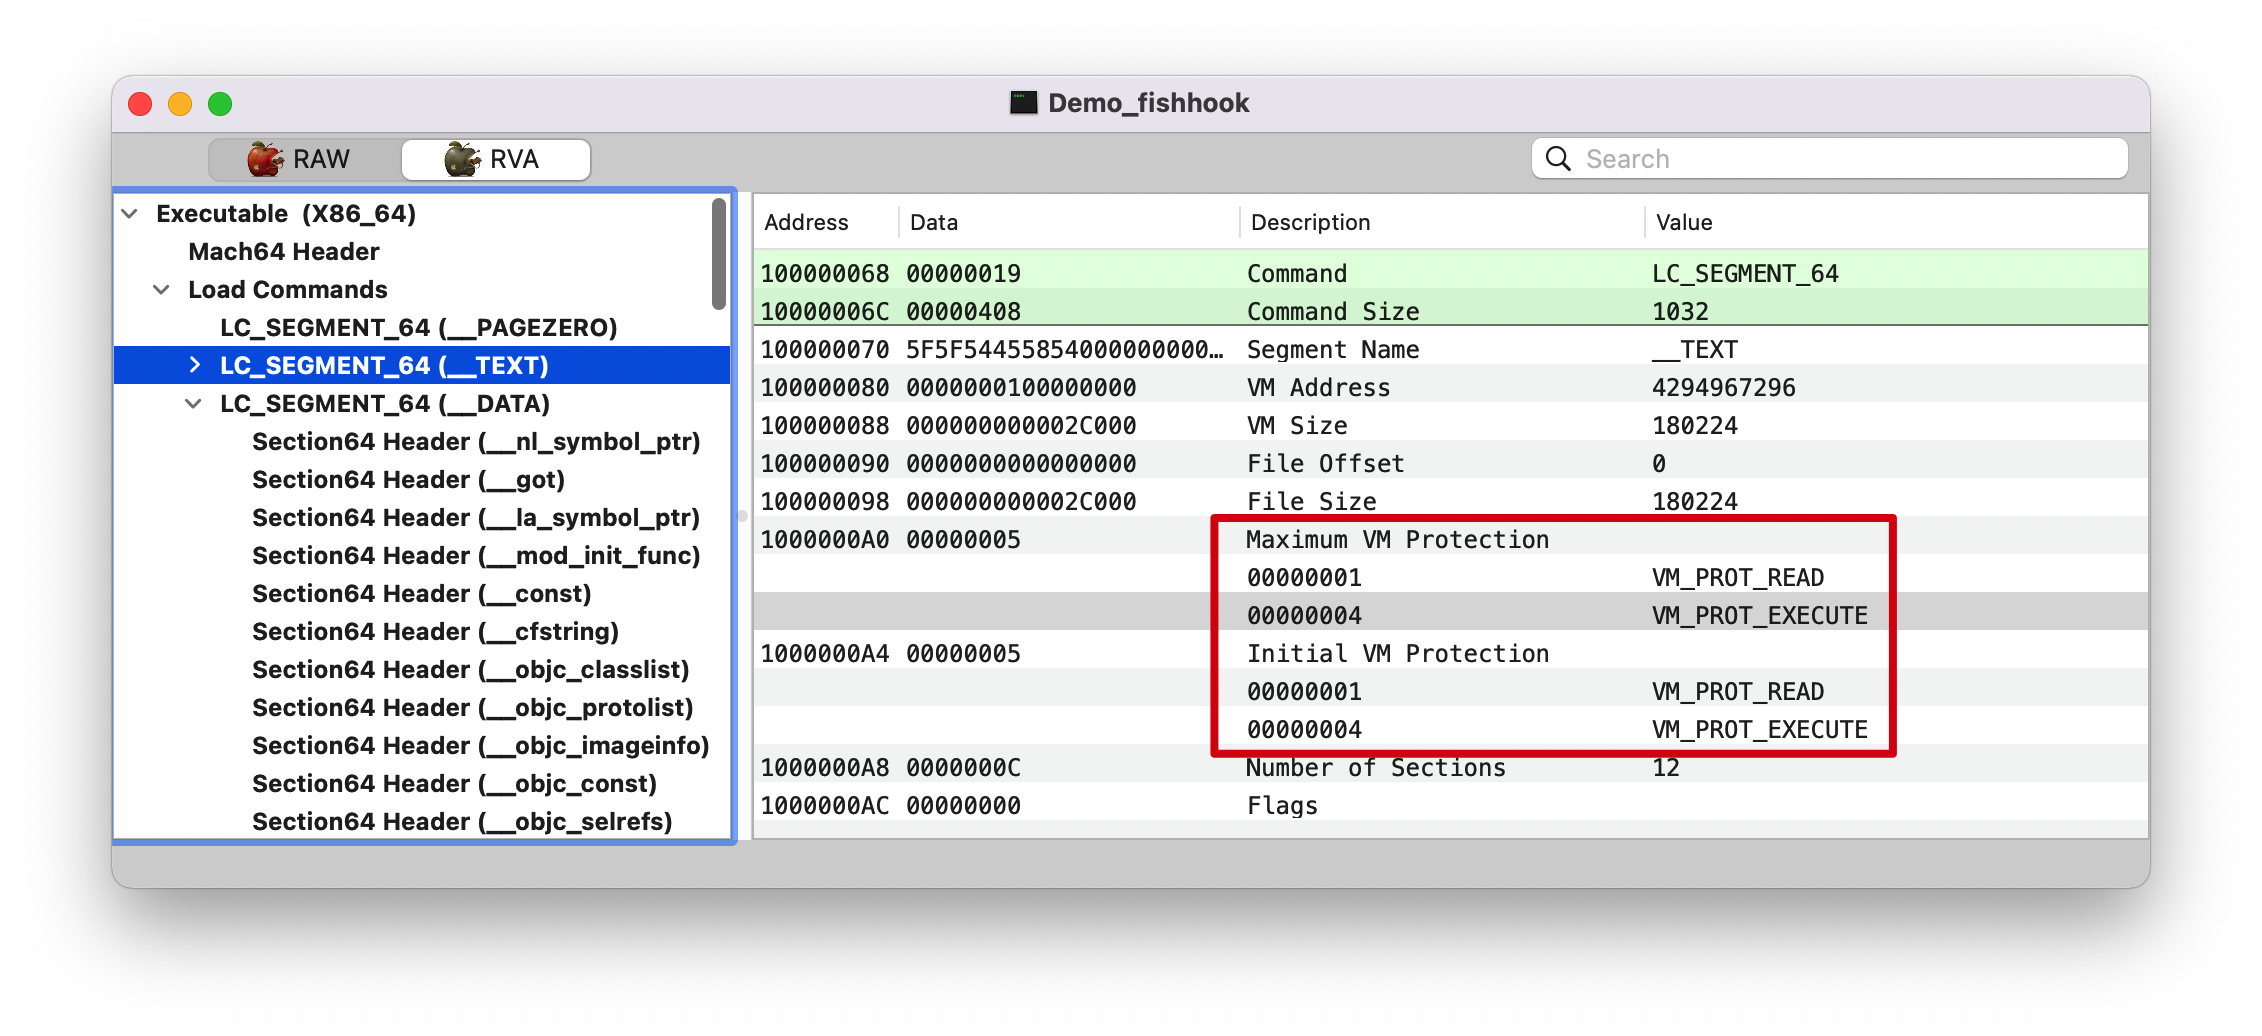 Demo_fishhook
RAW RVA Search
Executable (X86_64)
Mach64 Header
Load Commands
LC_SEGMENT_64 (__PAGEZERO)
LC_SEGMENT_64 (__TEXT)
LC_SEGMENT_64 (__DATA)
Section64 Header (__nl_symbol_ptr)
Section64 Header (__got)
Section64 Header (__la_symbol_ptr)
Section64 Header (__mod_init_func)
Section64 Header (__const)
Section64 Header (__cfstring)
Section64 Header (__objc_classlist)
Section64 Header (__objc_protolist)
Section64 Header (__objc_imageinfo)
Section64 Header (__objc_const)
Section64 Header (__objc_selrefs)
Address Data Description Value
100000068 00000019 Command LC_SEGMENT_64
10000006C 00000408 Command Size 1032
100000070 5F5F54455854000000000… Segment Name __TEXT
100000080 0000000100000000 VM Address 4294967296
100000088 000000000002C000 VM Size 180224
100000090 0000000000000000 File Offset 0
100000098 000000000002C000 File Size 180224
1000000A0 00000005 Maximum VM Protection
00000001 VM_PROT_READ
00000004 VM_PROT_EXECUTE
1000000A4 00000005 Initial VM Protection
00000001 VM_PROT_READ
00000004 VM_PROT_EXECUTE
1000000A8 0000000C Number of Sections 12
1000000AC 00000000 Flags